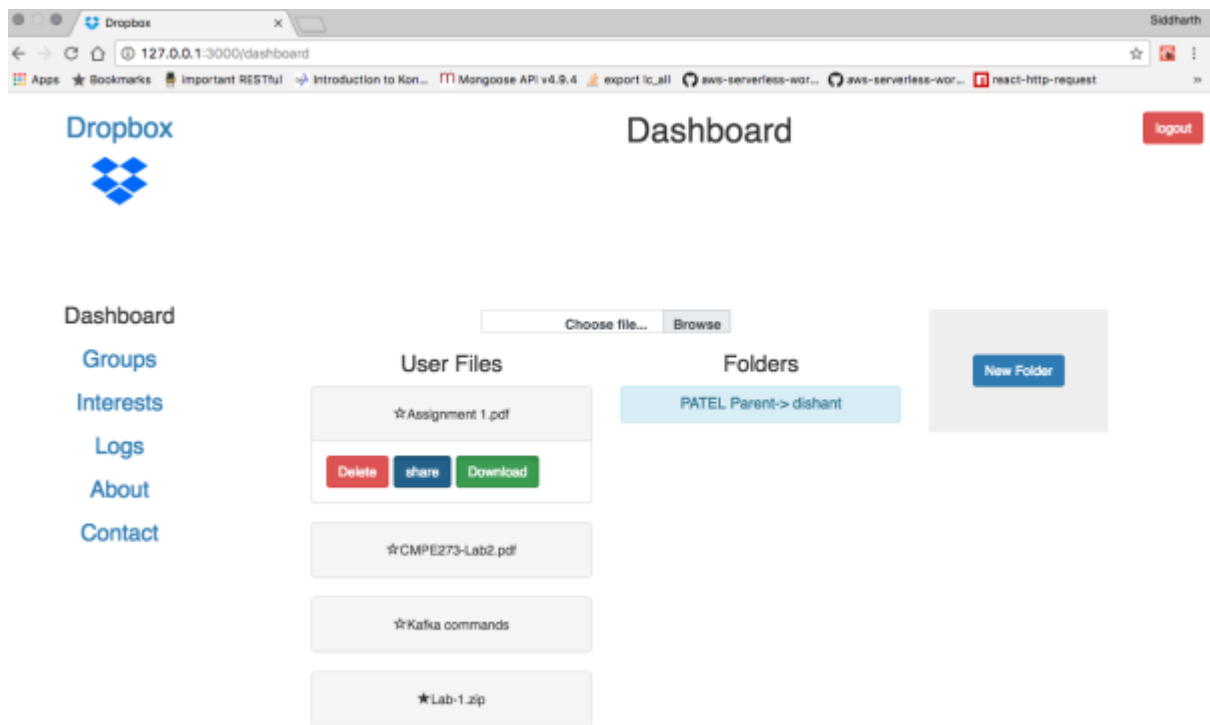 Dropbox
Siddharth
127.0.0.1:3000/dashboard
Apps Bookmarks Important RESTful Introduction to Kon... Mongoose API v4.9.4 export lc_all aws-serverless-wor... aws-serverless-wor... react-http-request
Dropbox
Dashboard
logout
Dashboard
Groups
Interests
Logs
About
Contact
Choose file... Browse
User Files
☆Assignment 1.pdf
Delete share Download
☆CMPE273-Lab2.pdf
☆Kafka commands
★Lab-1.zip
Folders
PATEL Parent-> dishant
New Folder